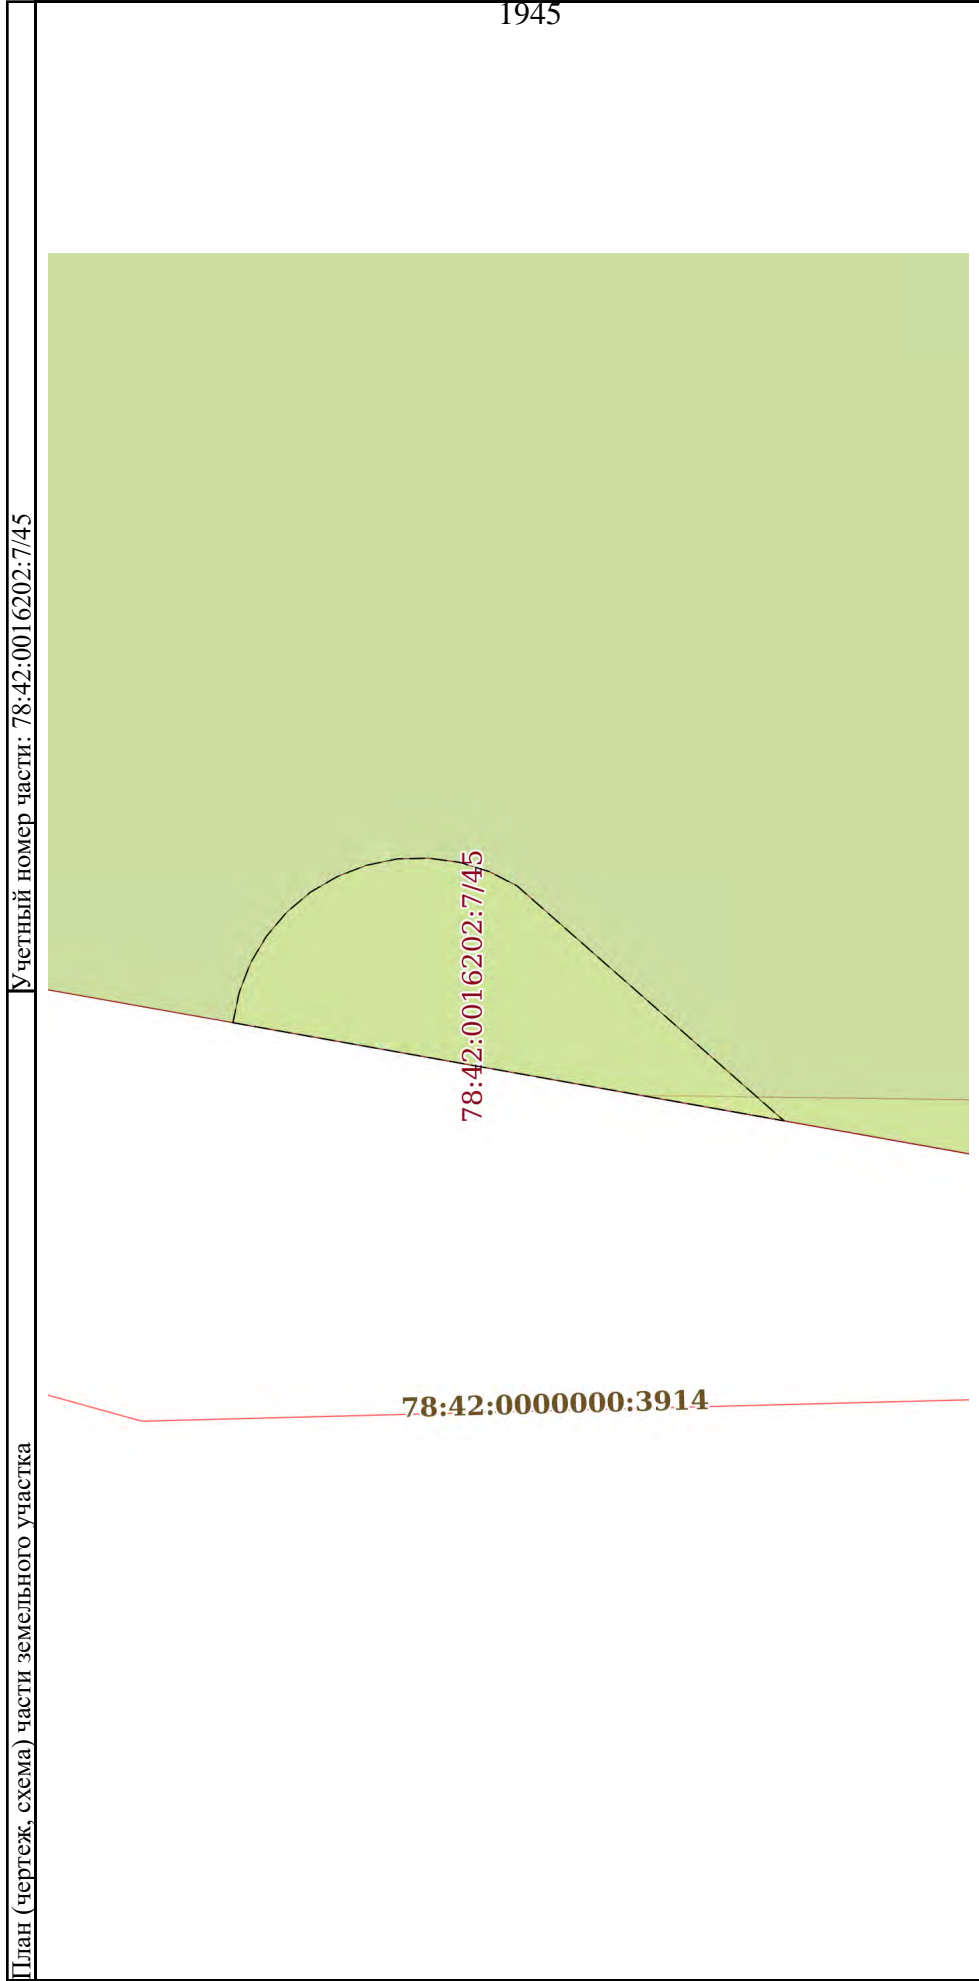 1945
План (чертеж, схема) части земельного участка
Учетный номер части: 78:42:0016202:7/45
78:42:0016202:7/45
78:42:0000000:3914